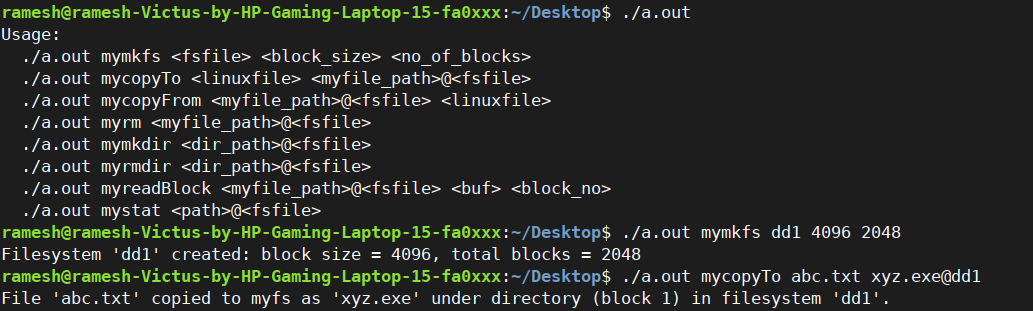 ramesh@ramesh-Victus-by-HP-Gaming-Laptop-15-fa0xxx:~/Desktop$ ./a.out
Usage:
  ./a.out mymkfs <fsfile> <block_size> <no_of_blocks>
  ./a.out mycopyTo <linuxfile> <myfile_path>@<fsfile>
  ./a.out mycopyFrom <myfile_path>@<fsfile> <linuxfile>
  ./a.out myrm <myfile_path>@<fsfile>
  ./a.out mymkdir <dir_path>@<fsfile>
  ./a.out myrmdir <dir_path>@<fsfile>
  ./a.out myreadBlock <myfile_path>@<fsfile> <buf> <block_no>
  ./a.out mystat <path>@<fsfile>
ramesh@ramesh-Victus-by-HP-Gaming-Laptop-15-fa0xxx:~/Desktop$ ./a.out mymkfs dd1 4096 2048
Filesystem 'dd1' created: block size = 4096, total blocks = 2048
ramesh@ramesh-Victus-by-HP-Gaming-Laptop-15-fa0xxx:~/Desktop$ ./a.out mycopyTo abc.txt xyz.exe@dd1
File 'abc.txt' copied to myfs as 'xyz.exe' under directory (block 1) in filesystem 'dd1'.